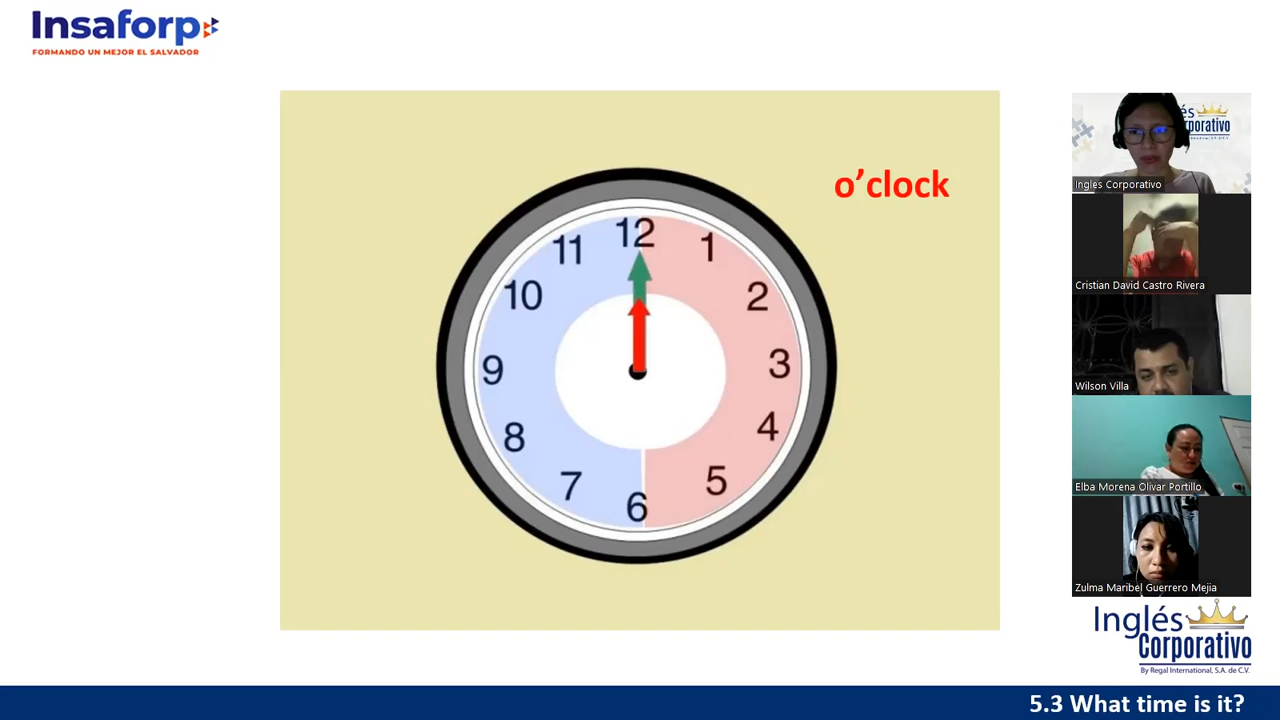 Insaforp
FORMANDO UN MEJOR EL SALVADOR
o'clock
12
11
1
10
2
9
3
8
4
7
5
6
Inglés Corporativo
Cristian David Castro Rivera
Wilson Villa
Elba Morena Olivar Portillo
Zulma Maribel Guerrero Mejia
Inglés
Corporativo
By Regal International, S.A. de C.V.
5.3 What time is it?